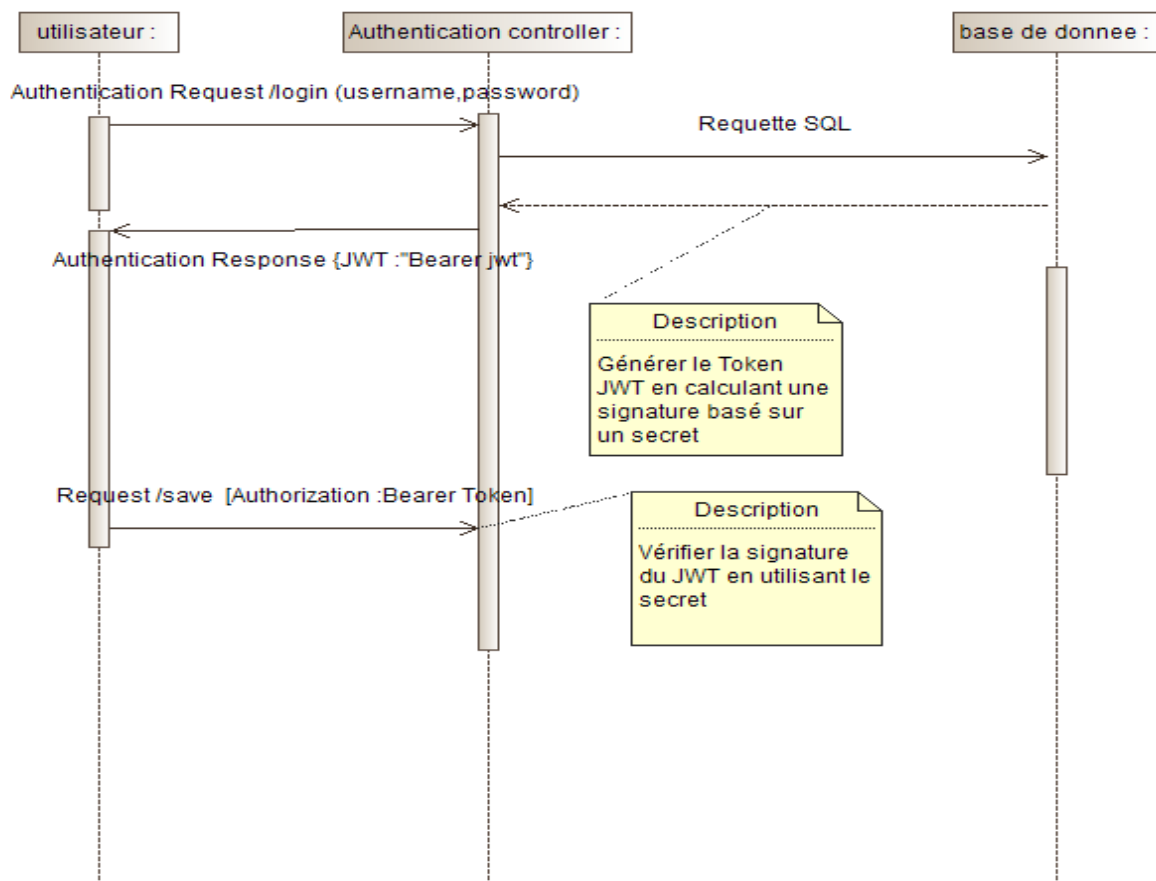 utilisateur :
Authentication controller :
base de donnee :
Authentication Request /login (username,password)
Requette SQL
Authentication Response {JWT :"Bearer jwt"}
Description
Générer le Token
JWT en calculant une
signature basé sur
un secret
Request /save [Authorization :Bearer Token]
Description
Vérifier la signature
du JWT en utilisant le
secret